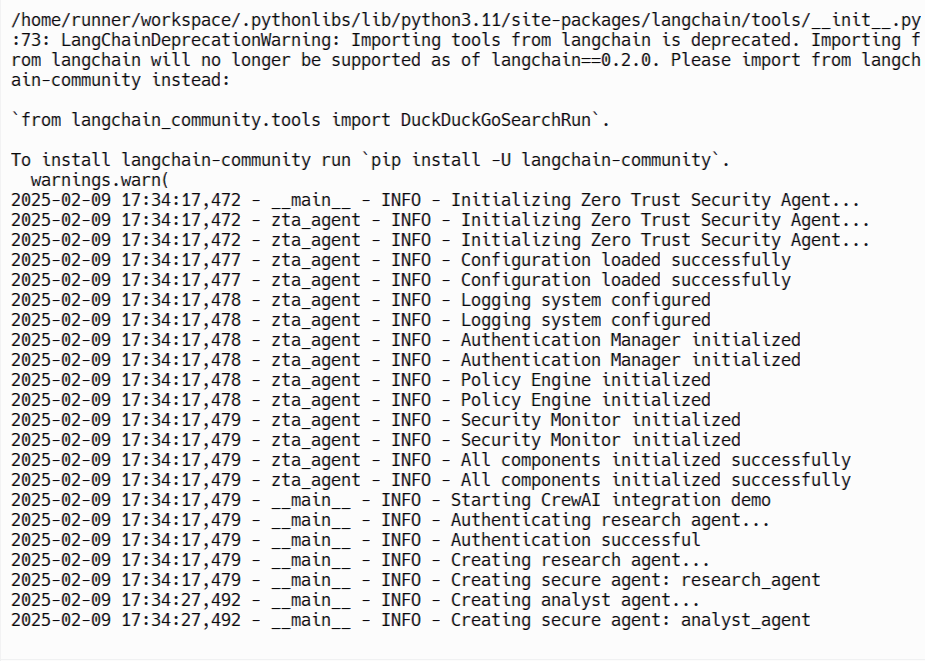 /home/runner/workspace/.pythonlibs/lib/python3.11/site-packages/langchain/tools/__init__.py
:73: LangChainDeprecationWarning: Importing tools from langchain is deprecated. Importing f
rom langchain will no longer be supported as of langchain==0.2.0. Please import from langch
ain-community instead:

`from langchain_community.tools import DuckDuckGoSearchRun`.

To install langchain-community run `pip install -U langchain-community`.
  warnings.warn(
2025-02-09 17:34:17,472 - __main__ - INFO - Initializing Zero Trust Security Agent...
2025-02-09 17:34:17,472 - zta_agent - INFO - Initializing Zero Trust Security Agent...
2025-02-09 17:34:17,472 - zta_agent - INFO - Initializing Zero Trust Security Agent...
2025-02-09 17:34:17,477 - zta_agent - INFO - Configuration loaded successfully
2025-02-09 17:34:17,477 - zta_agent - INFO - Configuration loaded successfully
2025-02-09 17:34:17,478 - zta_agent - INFO - Logging system configured
2025-02-09 17:34:17,478 - zta_agent - INFO - Logging system configured
2025-02-09 17:34:17,478 - zta_agent - INFO - Authentication Manager initialized
2025-02-09 17:34:17,478 - zta_agent - INFO - Authentication Manager initialized
2025-02-09 17:34:17,478 - zta_agent - INFO - Policy Engine initialized
2025-02-09 17:34:17,478 - zta_agent - INFO - Policy Engine initialized
2025-02-09 17:34:17,479 - zta_agent - INFO - Security Monitor initialized
2025-02-09 17:34:17,479 - zta_agent - INFO - Security Monitor initialized
2025-02-09 17:34:17,479 - zta_agent - INFO - All components initialized successfully
2025-02-09 17:34:17,479 - zta_agent - INFO - All components initialized successfully
2025-02-09 17:34:17,479 - __main__ - INFO - Starting CrewAI integration demo
2025-02-09 17:34:17,479 - __main__ - INFO - Authenticating research agent...
2025-02-09 17:34:17,479 - __main__ - INFO - Authentication successful
2025-02-09 17:34:17,479 - __main__ - INFO - Creating research agent...
2025-02-09 17:34:17,479 - __main__ - INFO - Creating secure agent: research_agent
2025-02-09 17:34:27,492 - __main__ - INFO - Creating analyst agent...
2025-02-09 17:34:27,492 - __main__ - INFO - Creating secure agent: analyst_agent